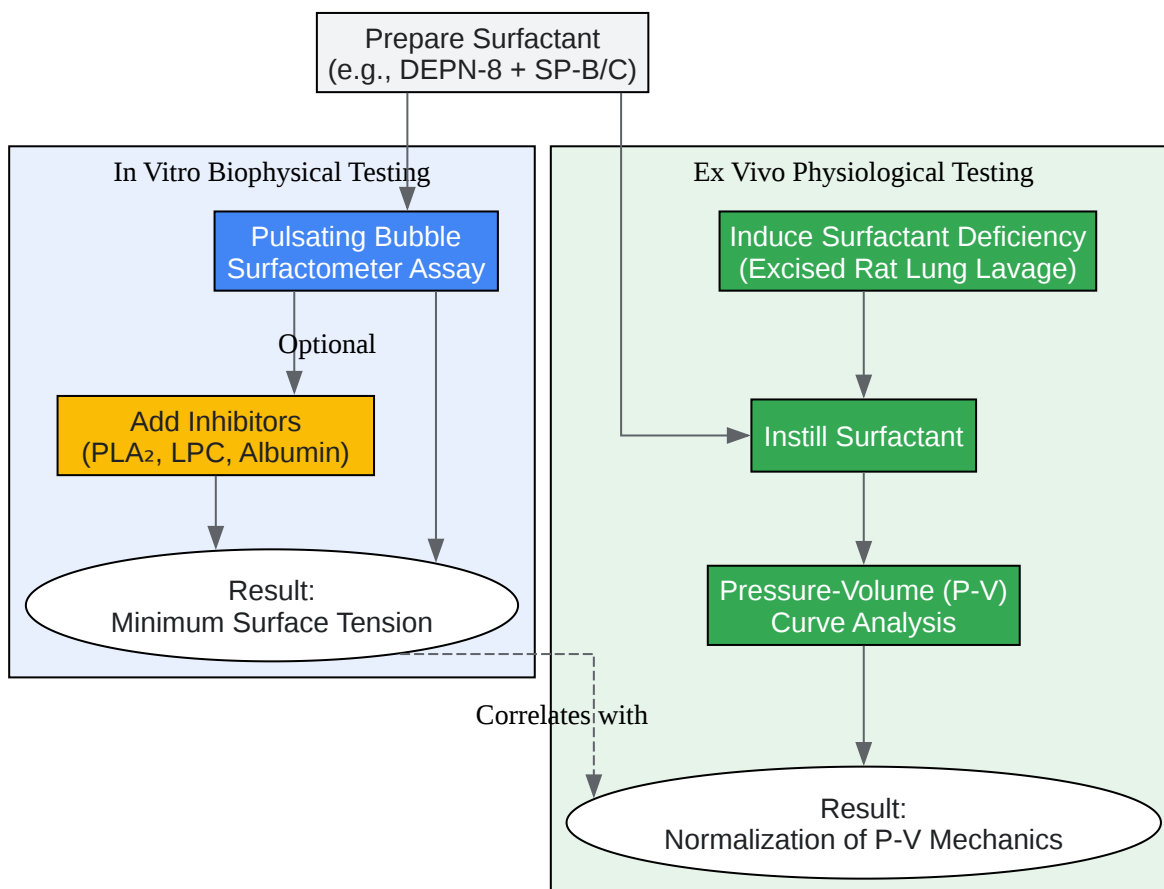 Prepare Surfactant
(e.g., DEPN-8 + SP-B/C)
In Vitro Biophysical Testing
Pulsating Bubble
Surfactometer Assay
Optional
Add Inhibitors
(PLA₂, LPC, Albumin)
Result:
Minimum Surface Tension
Correlates with
Ex Vivo Physiological Testing
Induce Surfactant Deficiency
(Excised Rat Lung Lavage)
Instill Surfactant
Pressure-Volume (P-V)
Curve Analysis
Result:
Normalization of P-V Mechanics